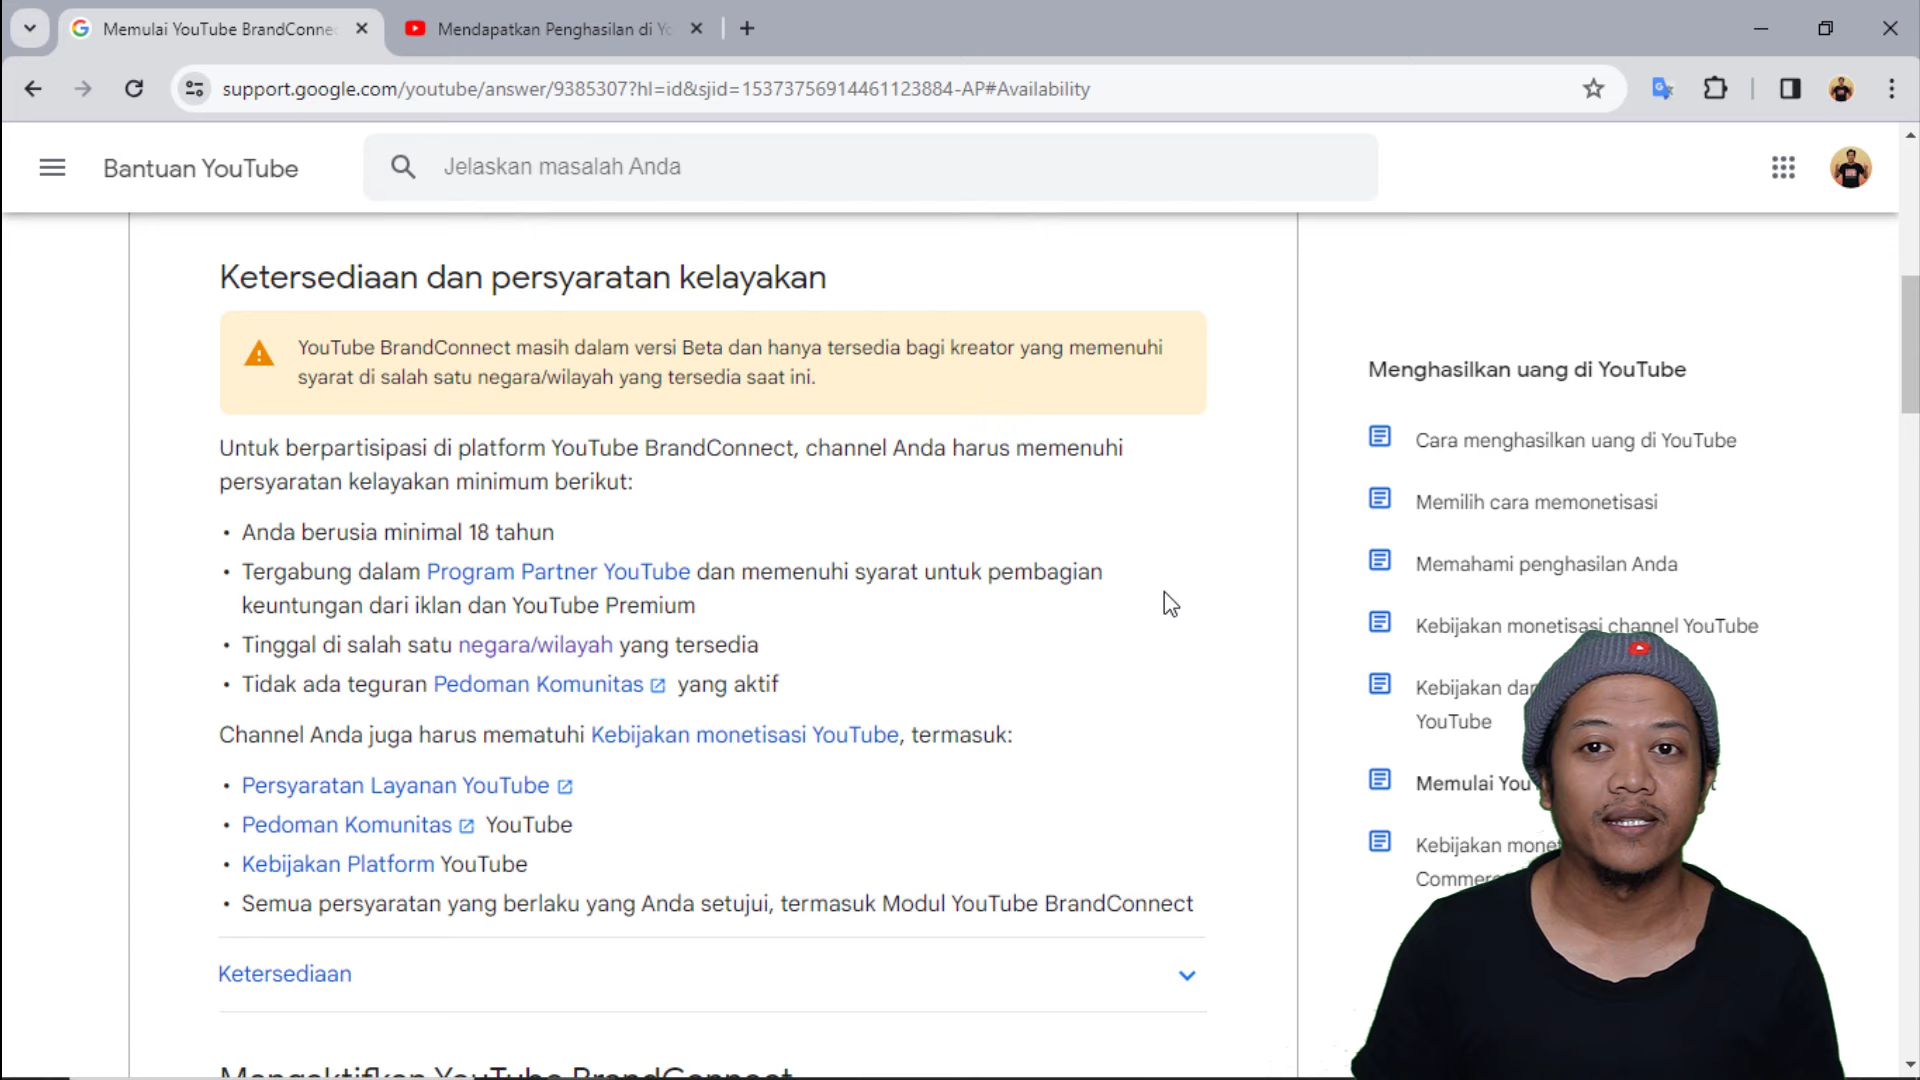 Memulai YouTube BrandConne
Mendapatkan Penghasilan di Yo
support.google.com/youtube/answer/9385307?hl=id&sjid=15373756914461123884-AP#Availability
Bantuan YouTube
Jelaskan masalah Anda
Ketersediaan dan persyaratan kelayakan
YouTube BrandConnect masih dalam versi Beta dan hanya tersedia bagi kreator yang memenuhi
syarat di salah satu negara/wilayah yang tersedia saat ini.
Untuk berpartisipasi di platform YouTube BrandConnect, channel Anda harus memenuhi
persyaratan kelayakan minimum berikut:
• Anda berusia minimal 18 tahun
• Tergabung dalam Program Partner YouTube dan memenuhi syarat untuk pembagian
keuntungan dari iklan dan YouTube Premium
• Tinggal di salah satu negara/wilayah yang tersedia
• Tidak ada teguran Pedoman Komunitas yang aktif
Channel Anda juga harus mematuhi Kebijakan monetisasi YouTube, termasuk:
• Persyaratan Layanan YouTube
• Pedoman Komunitas YouTube
• Kebijakan Platform YouTube
• Semua persyaratan yang berlaku yang Anda setujui, termasuk Modul YouTube BrandConnect
Ketersediaan
Mengaktifkan YouTube BrandConnect
Menghasilkan uang di YouTube
Cara menghasilkan uang di YouTube
Memilih cara memonetisasi
Memahami penghasilan Anda
Kebijakan monetisasi channel YouTube
Kebijakan dan
YouTube
Memulai You t
Kebijakan monet
Commerc